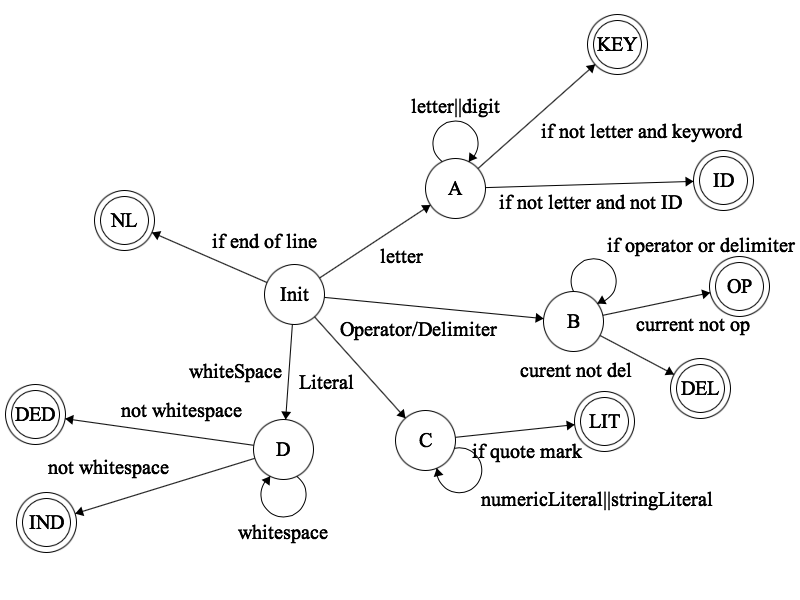 KEY
letter||digit
if not letter and keyword
A
ID
if not letter and not ID
NL
if end of line
letter
if operator or delimiter
Init
OP
B
current not op
Operator/Delimiter
curent not del
whiteSpace
Literal
DEL
DED
not whitespace
LIT
C
D
if quote mark
not whitespace
numericLiteral||stringLiteral
IND
whitespace